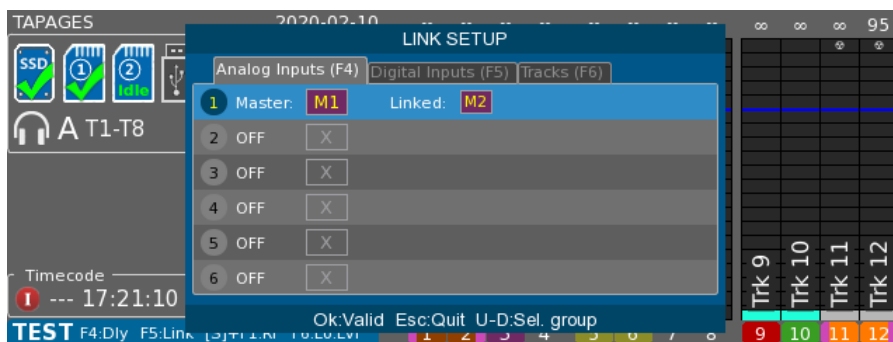 TAPAGES
2020-02-10
∞ ∞ ∞ 95
LINK SETUP
SSD 1 2 Idle
Analog Inputs (F4) Digital Inputs (F5) Tracks (F6)
1 Master: M1 Linked: M2
A T1-T8
2 OFF X
3 OFF X
4 OFF X
5 OFF X
6 OFF X
Trk 9
Trk 10
Trk 11
Trk 12
Timecode
I --- 17:21:10
Ok:Valid Esc:Quit U-D:Sel. group
TEST F4:Dly F5:Link
9 10 11 12